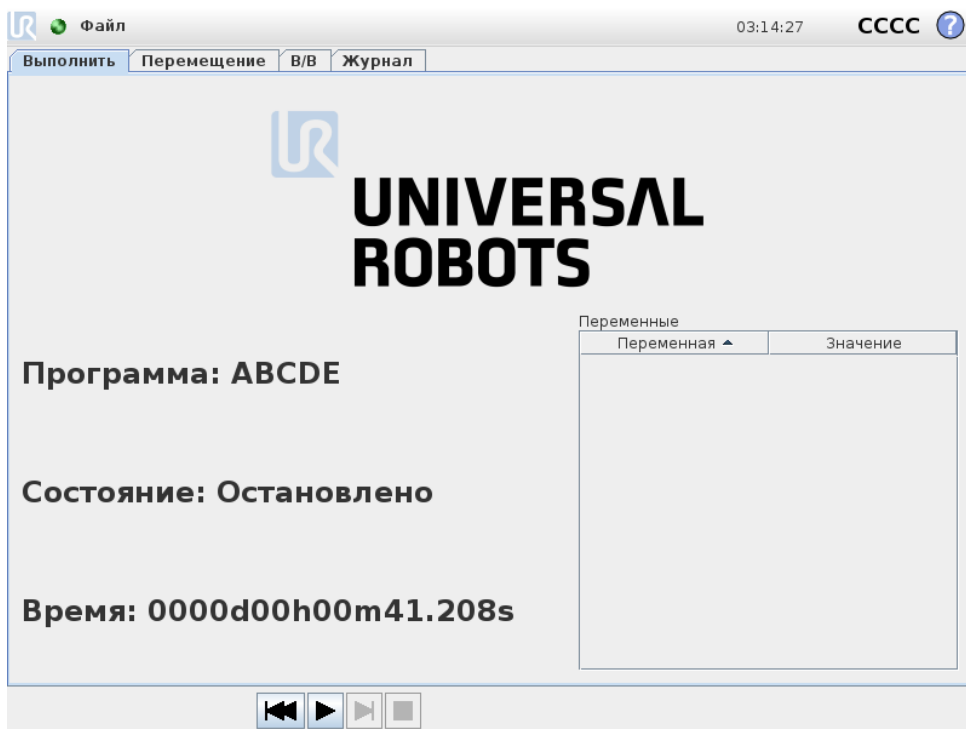 Файл 03:14:27 CCCC ?
Выполнить Перемещение В/В Журнал
UR
UNIVERSAL
ROBOTS
Переменные
Переменная Значение
Программа: ABCDE
Состояние: Остановлено
Время: 0000d00h00m41.208s